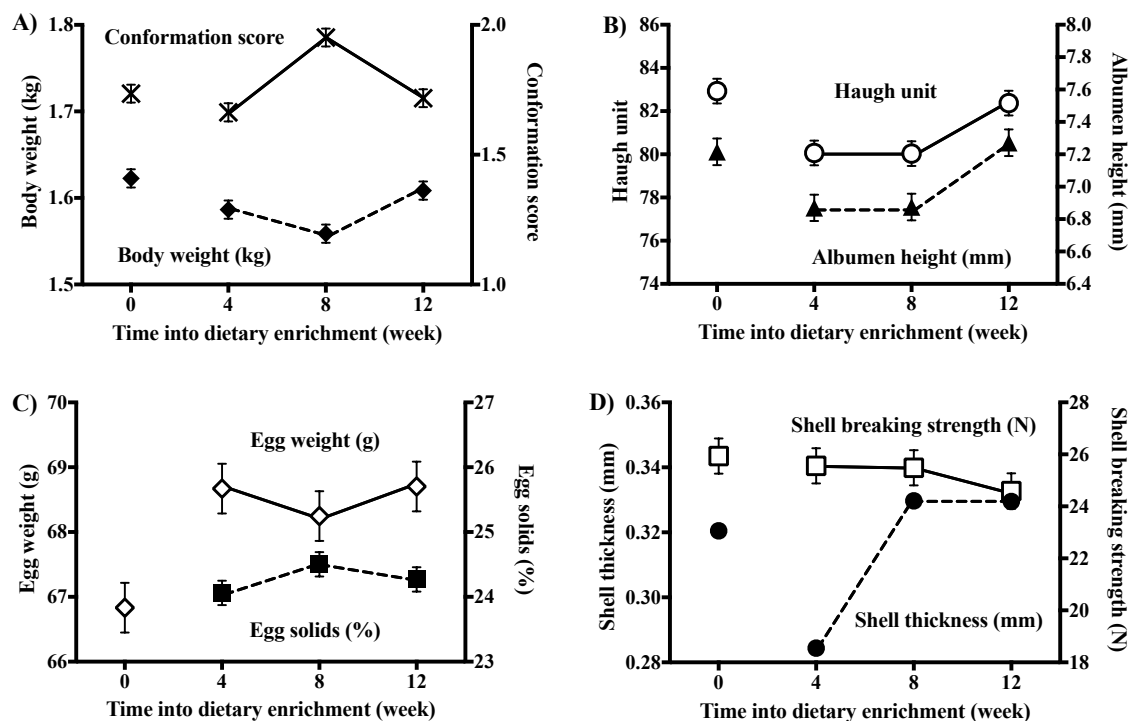 A)
1.8
1.7
1.6
1.5
Body weight (kg)
Conformation score
Body weight (kg)
2.0
1.5
1.0
Conformation score
0 4 8 12
Time into dietary enrichment (week)
B)
86
84
82
80
78
76
74
Haugh unit
Haugh unit
Albumen height (mm)
8.0
7.6
7.2
6.8
6.4
7.6
7.2
6.8
6.4
Albumen height
(mm)
0 4 8 12
Time into dietary enrichment (week)
C)
70
69
68
67
66
Egg weight (g)
Egg weight (g)
Egg solids (%)
27
26
25
24
23
Egg solids (%)
0 4 8 12
Time into dietary enrichment (week)
D)
0.36
0.34
0.32
0.30
0.28
Shell thickness (mm)
Shell breaking strength (N)
Shell thickness (mm)
28
26
24
22
20
18
Shell breaking strength
(N)
0 4 8 12
Time into dietary enrichment (week)